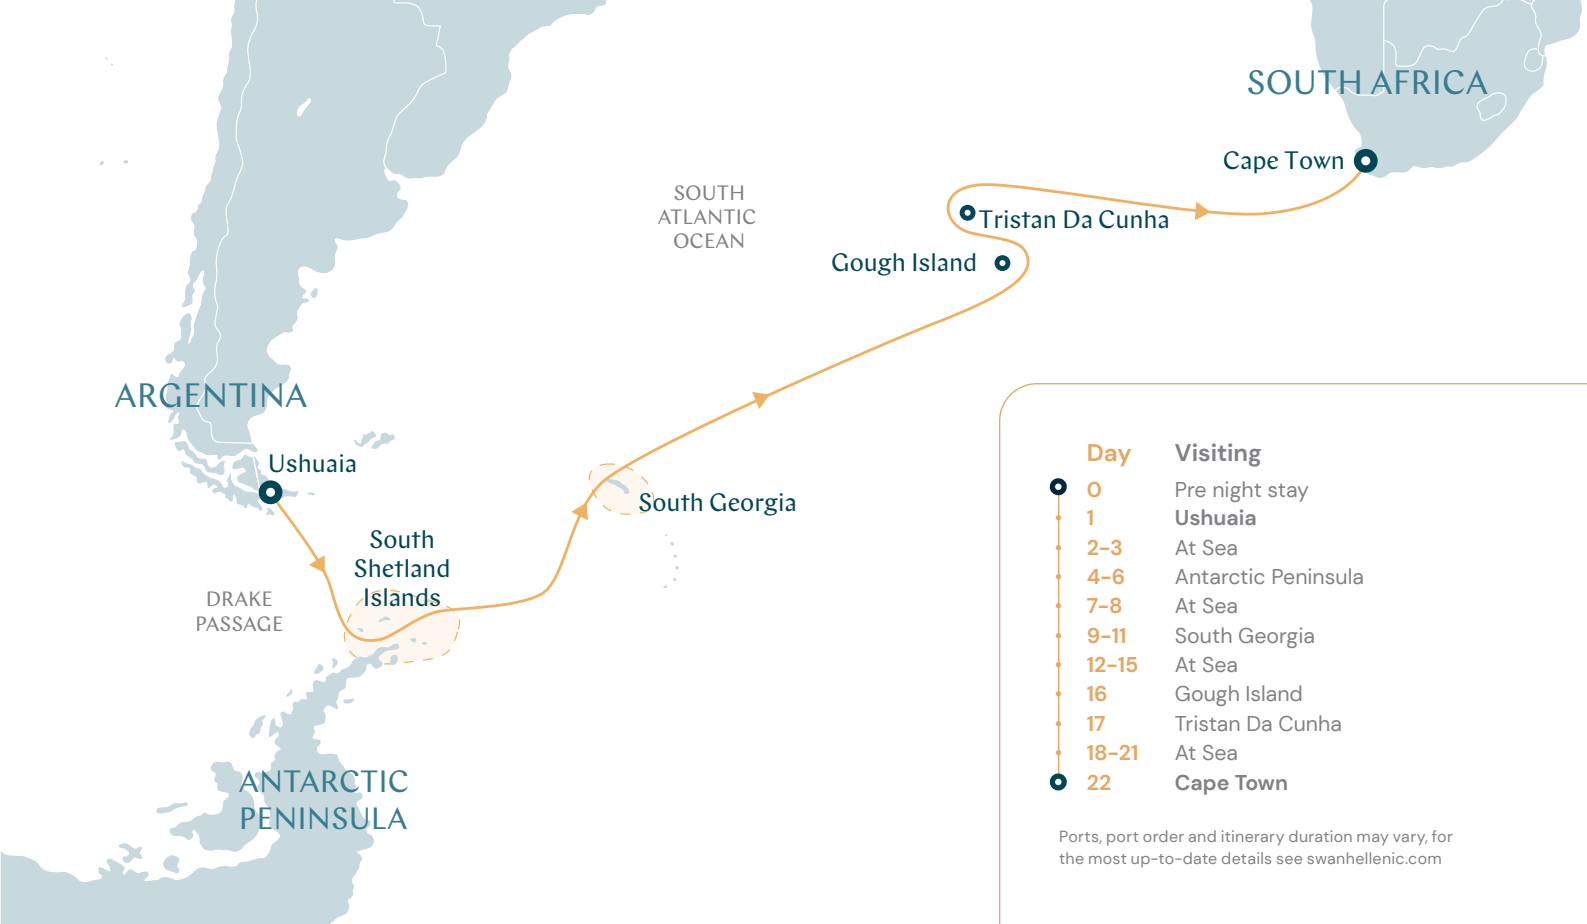 SOUTH AFRICA
Cape Town
SOUTH
ATLANTIC
OCEAN
Tristan Da Cunha
Gough Island
ARGENTINA
Ushuaia
South Georgia
South
Shetland
Islands
DRAKE
PASSAGE
ANTARCTIC
PENINSULA
Day Visiting
0 Pre night stay
1 Ushuaia
2–3 At Sea
4–6 Antarctic Peninsula
7–8 At Sea
9–11 South Georgia
12–15 At Sea
16 Gough Island
17 Tristan Da Cunha
18–21 At Sea
22 Cape Town
Ports, port order and itinerary duration may vary, for
the most up-to-date details see swanhellenic.com